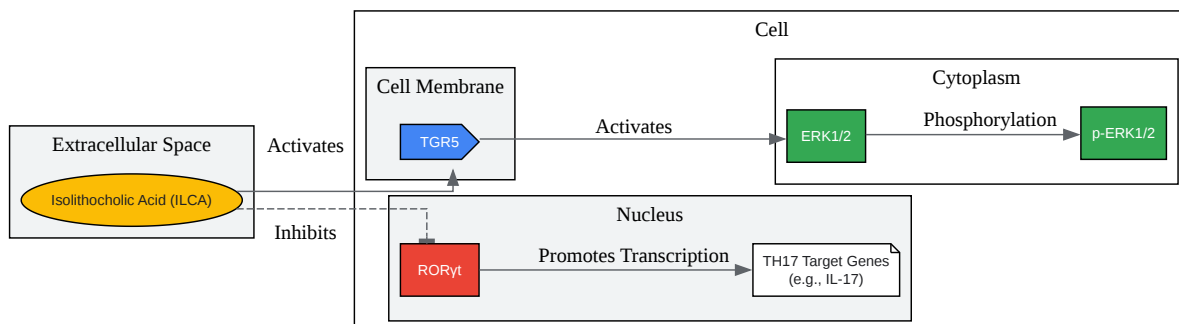 Cell
Cell Membrane
Cytoplasm
Extracellular Space
Activates
TGR5
Activates
ERK1/2
Phosphorylation
p-ERK1/2
Isolithocholic Acid (ILCA)
Inhibits
Nucleus
RORγt
Promotes Transcription
TH17 Target Genes
(e.g., IL-17)